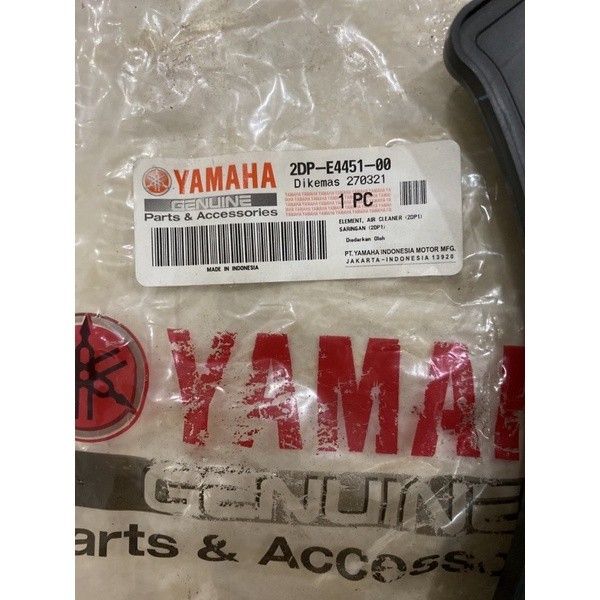 YAMAHA
GENUINE
Parts & Accessories
MADE IN INDONESIA
2DP-E4451-00
Dikemas 270321
1 PC
ELEMENT, AIR CLEANER (2DP1)
SARINGAN (2DP1)
Diedarkan Oleh
PT. YAMAHA INDONESIA MOTOR MFG.
JAKARTA-INDONESIA 13920
YAMAHA
GENUINE
arts & Accesso